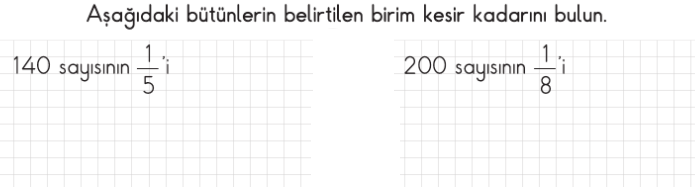 Aşağıdaki bütünlerin belirtilen birim kesir kadarını bulun.
140 sayısının 1/5 'i
200 sayısının 1/8 'i